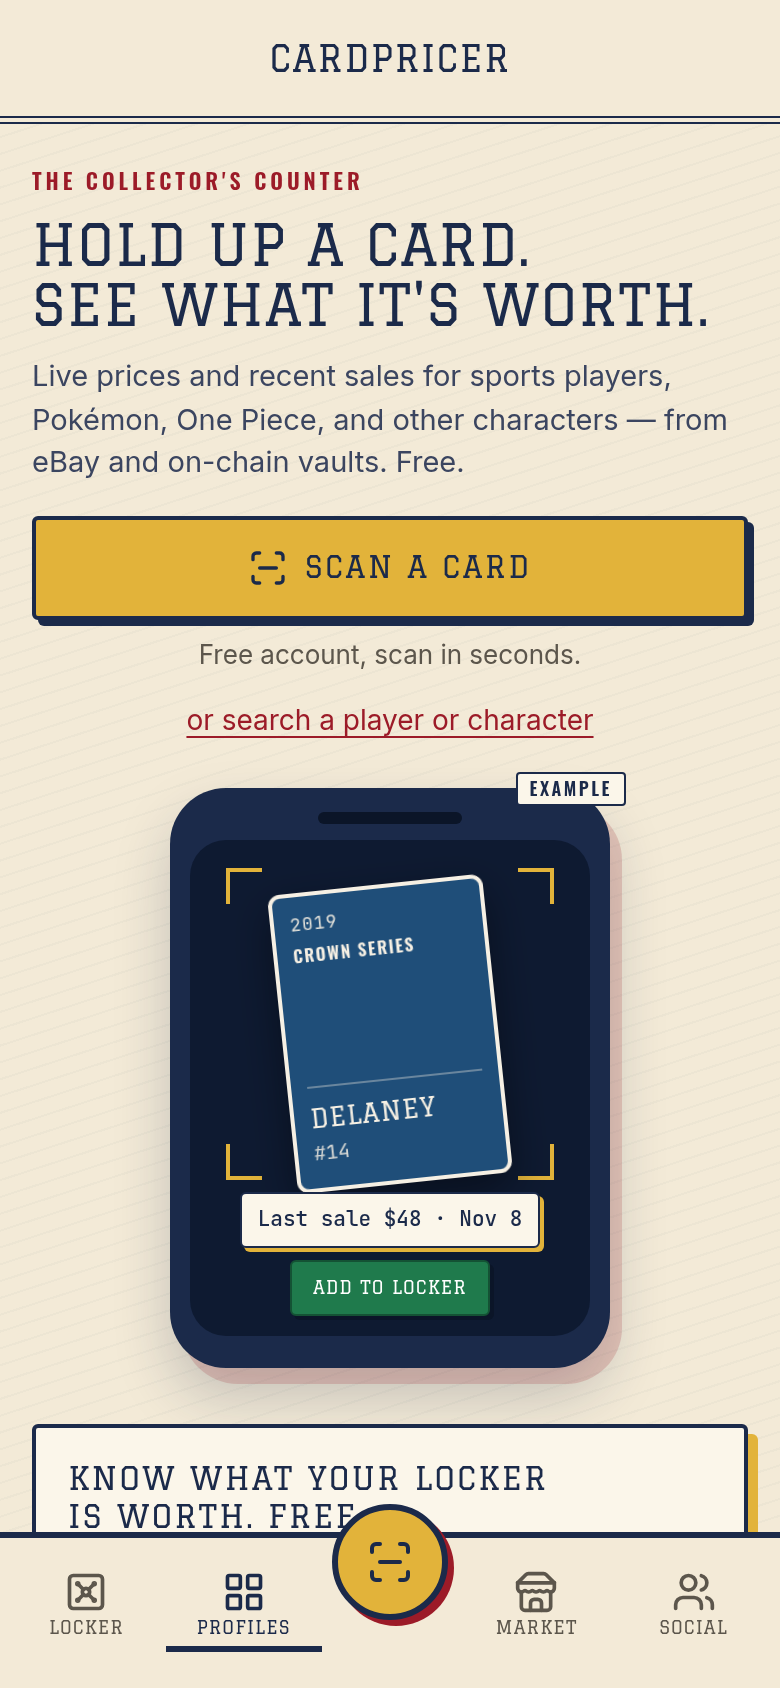 CARDPRICER
THE COLLECTOR'S COUNTER
HOLD UP A CARD.
SEE WHAT IT'S WORTH.
Live prices and recent sales for sports players,
Pokémon, One Piece, and other characters — from
eBay and on-chain vaults. Free.
SCAN A CARD
Free account, scan in seconds.
or search a player or character
EXAMPLE
2019
CROWN SERIES
DELANEY
#14
Last sale $48 · Nov 8
ADD TO LOCKER
KNOW WHAT YOUR LOCKER
IS WORTH. FREE
LOCKER
PROFILES
MARKET
SOCIAL